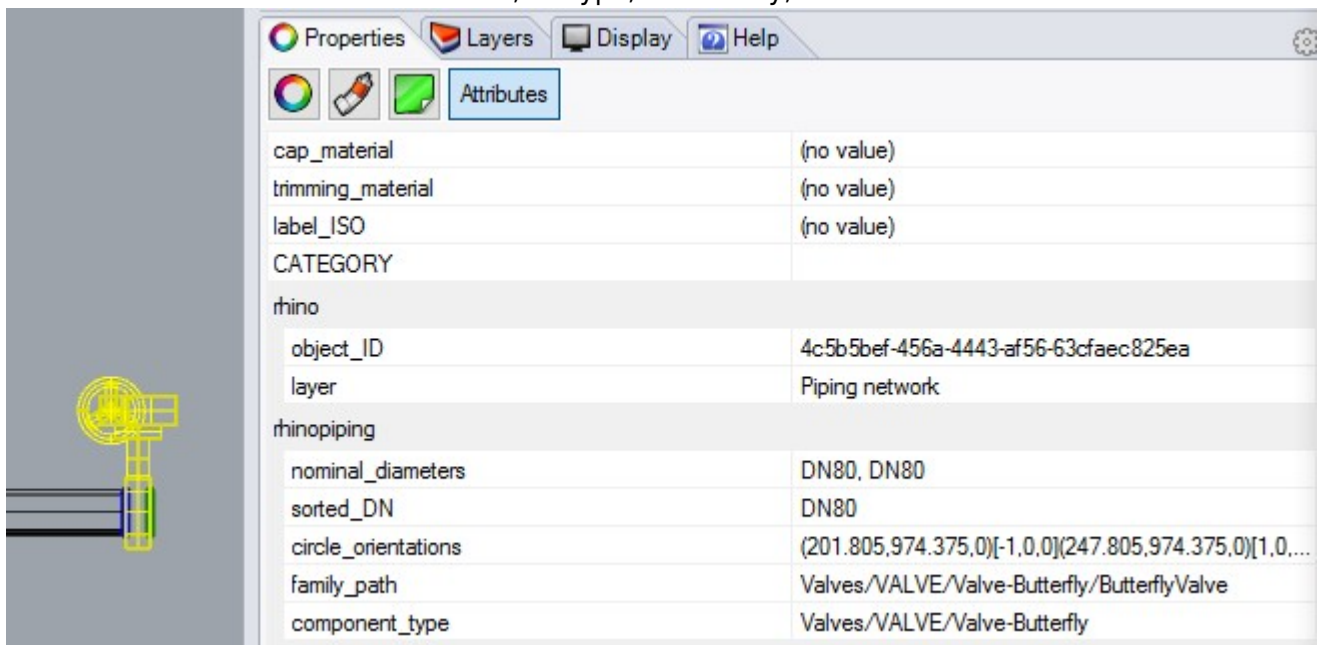 Properties Layers Display Help
Attributes
cap_material (no value)
trimming_material (no value)
label_ISO (no value)
CATEGORY
rhino
object_ID 4c5b5bef-456a-4443-af56-63cfaec825ea
layer Piping network
rhinopiping
nominal_diameters DN80, DN80
sorted_DN DN80
circle_orientations (201.805,974.375,0)[-1,0,0](247.805,974.375,0)[1,0,...
family_path Valves/VALVE/Valve-Butterfly/ButterflyValve
component_type Valves/VALVE/Valve-Butterfly